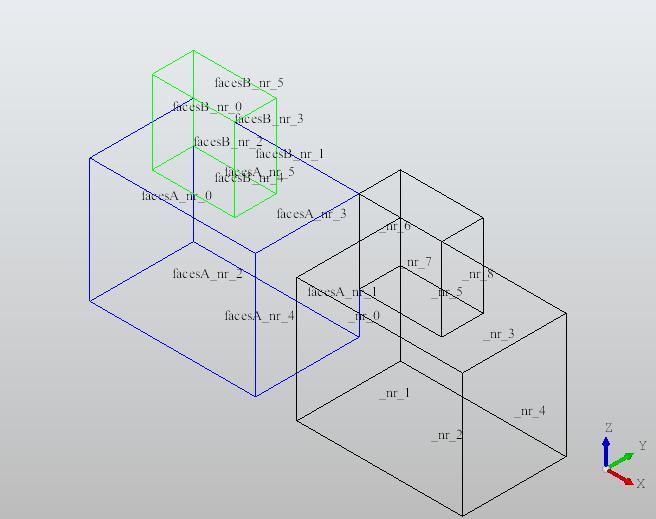 facesB_nr_5
facesB_nr_0
facesB_nr_3
facesB_nr_2
facesB_nr_1
facesA_nr_5
facesB_nr_4
facesA_nr_0
facesA_nr_3
_nr_6
_nr_7
facesA_nr_2
_nr_8
facesA_nr_1
_nr_5
facesA_nr_4
_nr_0
_nr_3
_nr_1
_nr_4
_nr_2
Z
Y
X